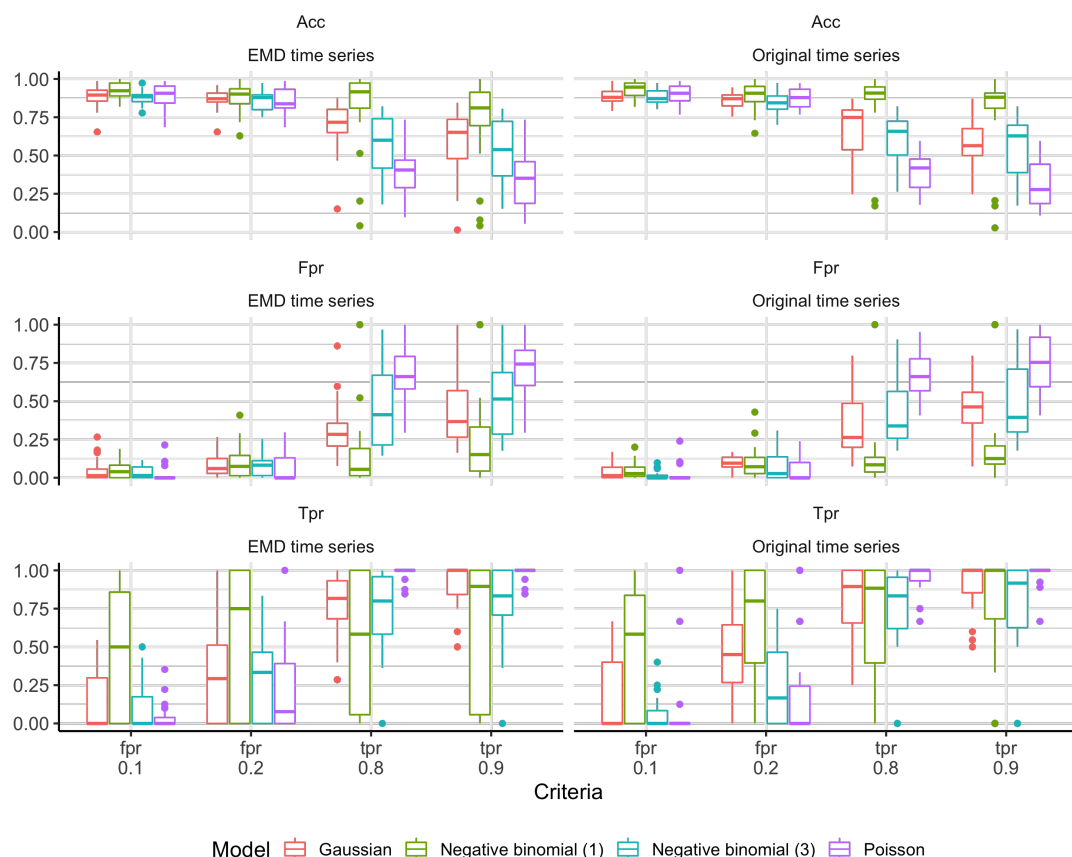 Acc Acc
EMD time series Original time series
1.00
0.75
0.50
0.25
0.00
Fpr Fpr
EMD time series Original time series
1.00
0.75
0.50
0.25
0.00
Tpr Tpr
EMD time series Original time series
1.00
0.75
0.50
0.25
0.00
fpr fpr tpr tpr fpr fpr tpr tpr
0.1 0.2 0.8 0.9 0.1 0.2 0.8 0.9
Criteria
Model Gaussian Negative binomial (1) Negative binomial (3) Poisson